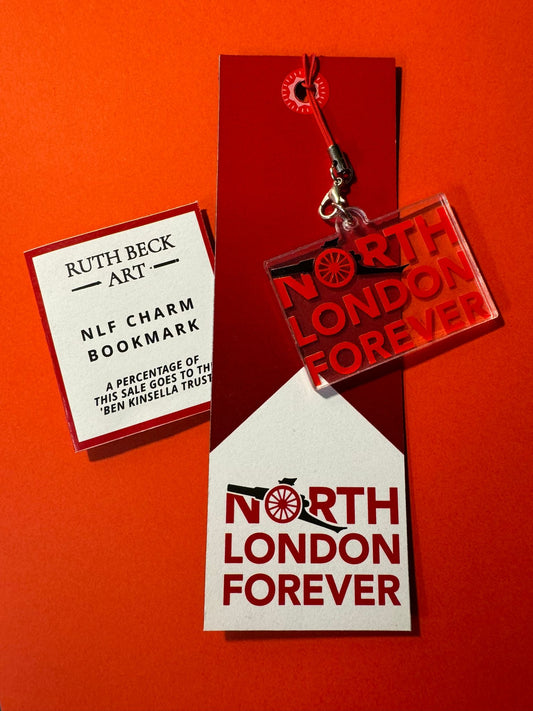 RUTH BECK
ART
NLF CHARM
BOOKMARK
A PERCENTAGE OF
THIS SALE GOES TO THE
'BEN KINSELLA TRUST
NORTH
LONDON
FOREVER
NORTH
LONDON
FOREVER